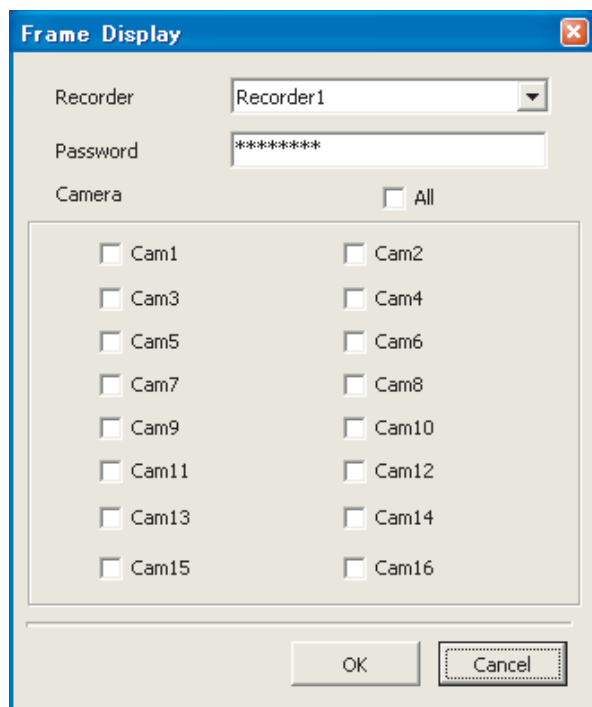 Frame Display
Recorder Recorder1
Password ********
Camera All
Cam1 Cam2
Cam3 Cam4
Cam5 Cam6
Cam7 Cam8
Cam9 Cam10
Cam11 Cam12
Cam13 Cam14
Cam15 Cam16
OK Cancel